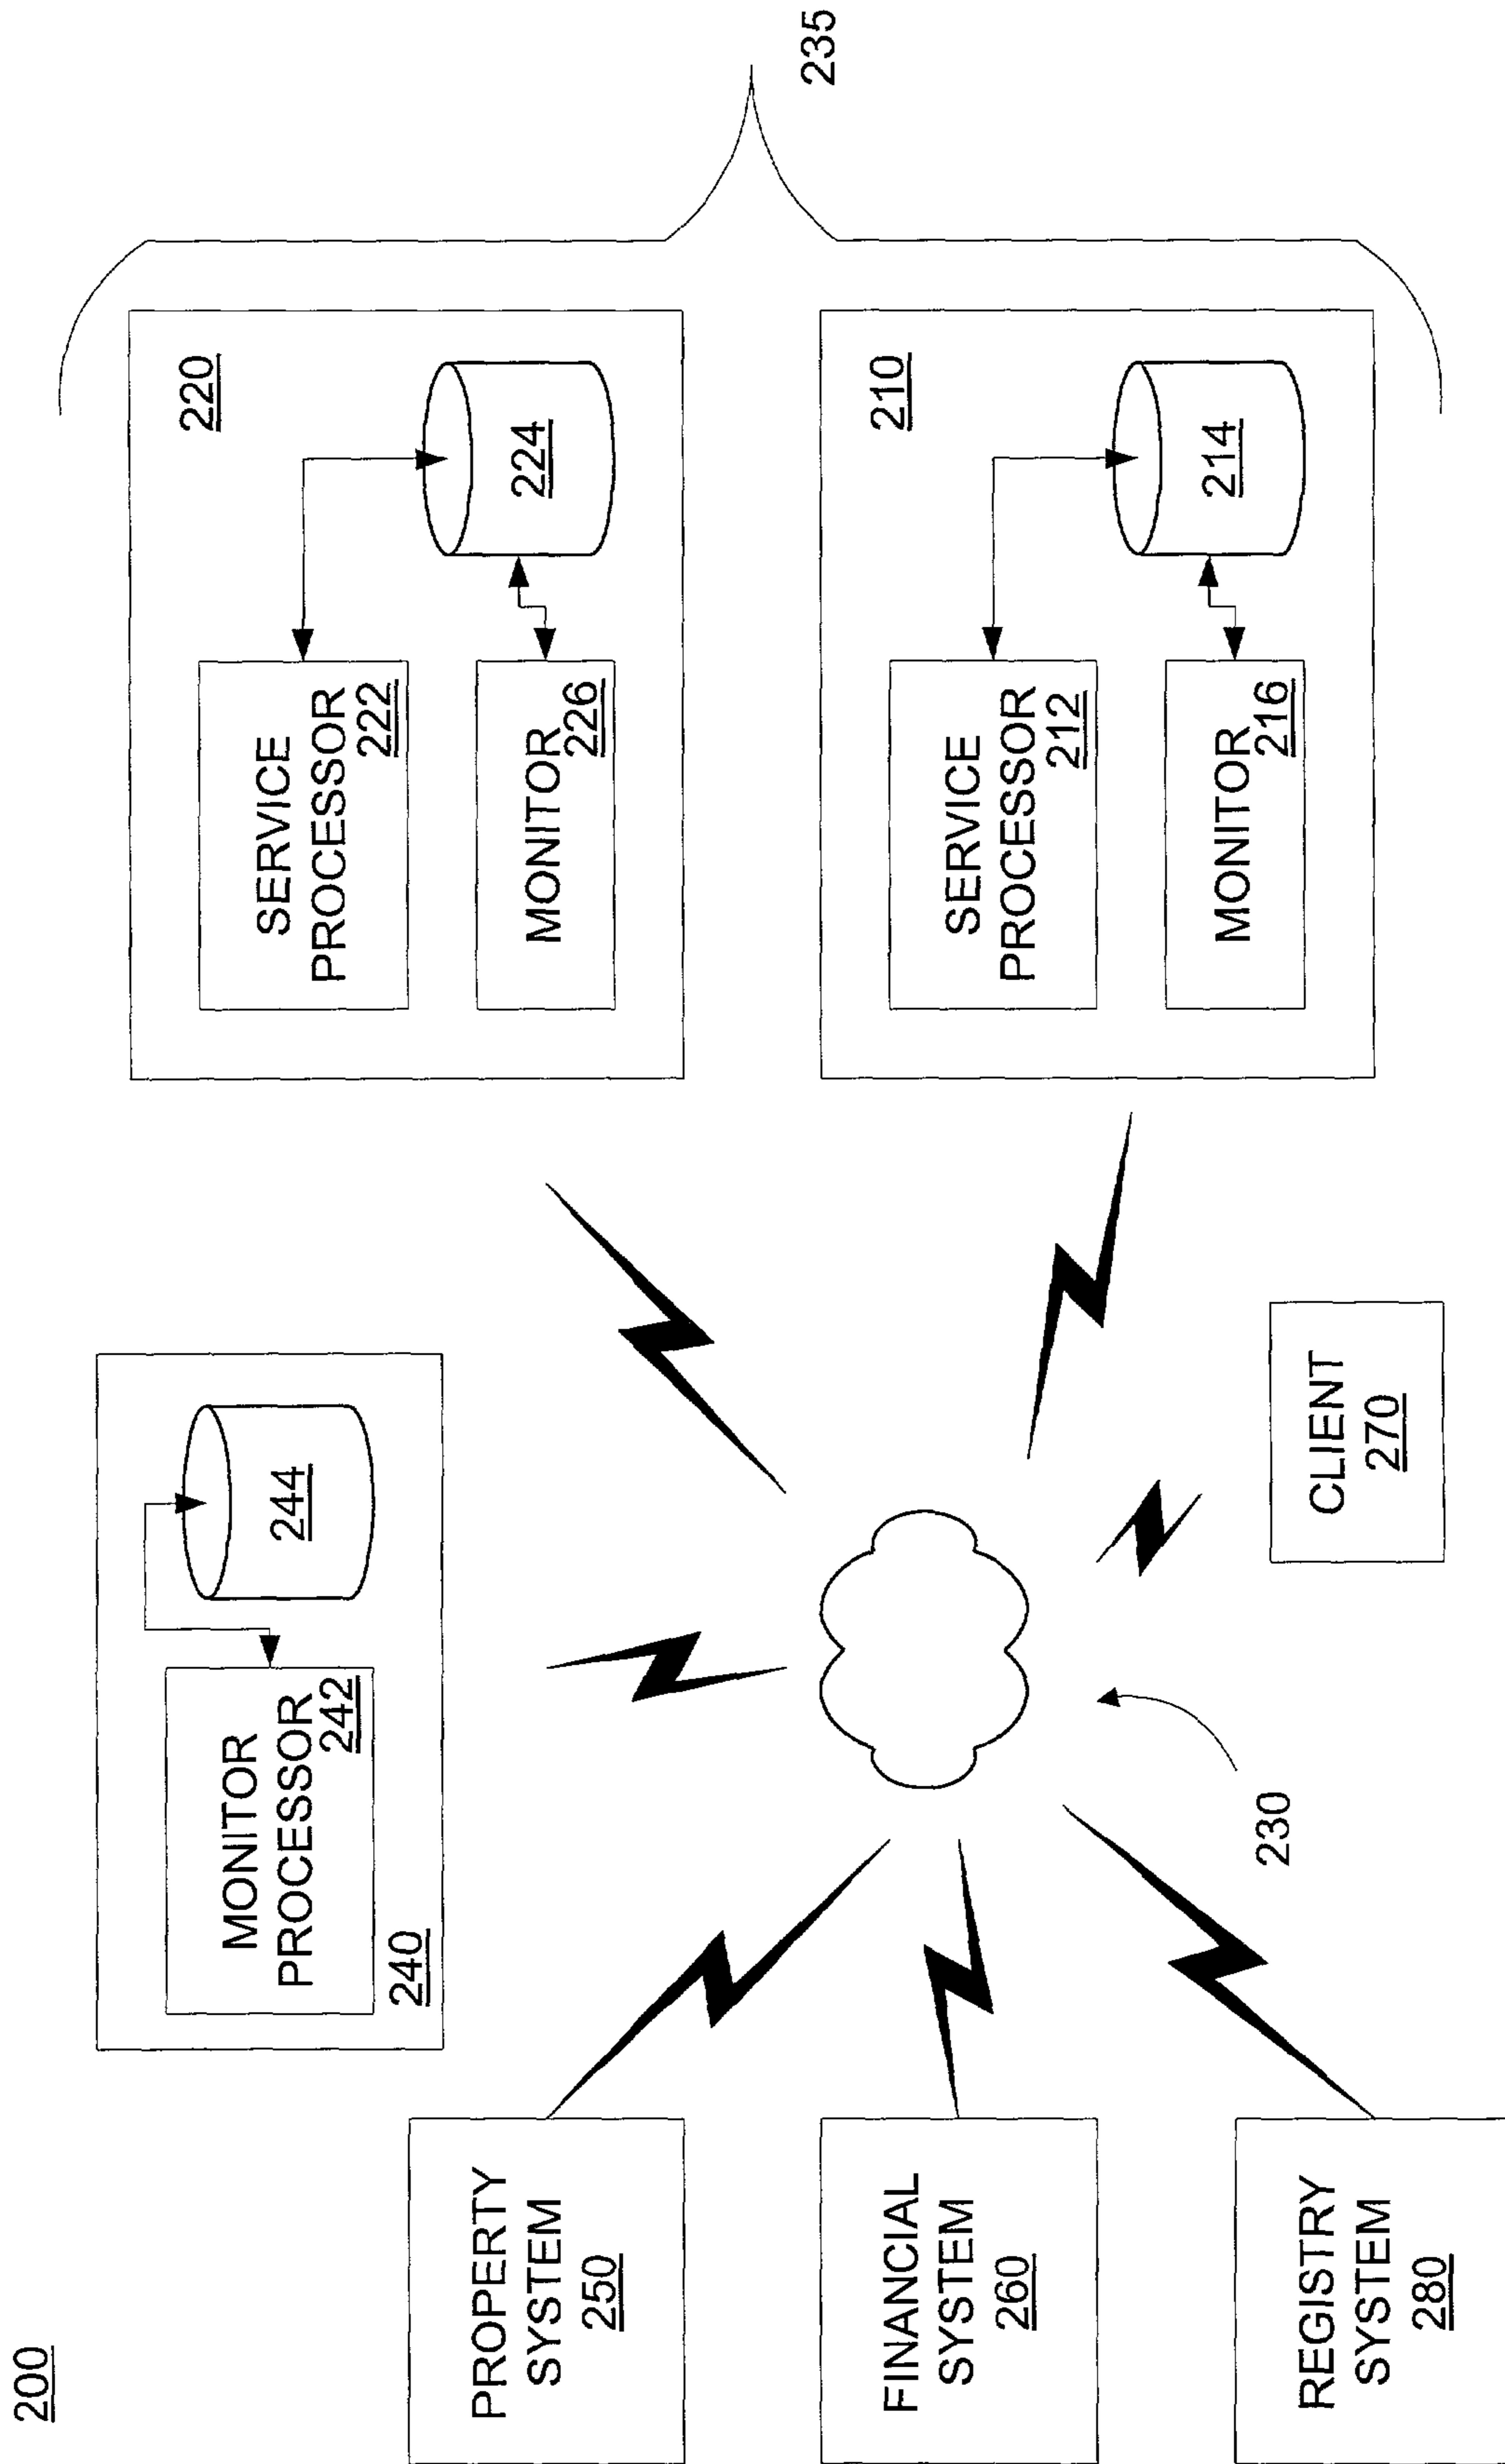 200
MONITOR
PROCESSOR
242
244
240
220
SERVICE
PROCESSOR
222
224
MONITOR
226
235
PROPERTY
SYSTEM
250
FINANCIAL
SYSTEM
260
REGISTRY
SYSTEM
280
230
CLIENT
270
210
SERVICE
PROCESSOR
212
214
MONITOR
216